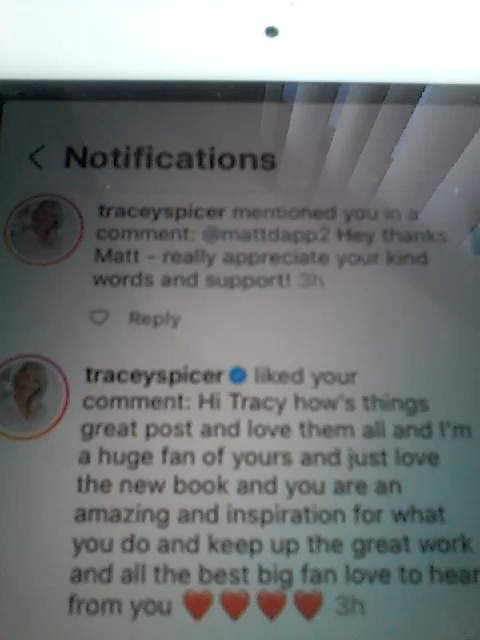 < Notifications
traceyspicer mentioned you in a
comment: @mattdapp2 Hey thanks
Matt - really appreciate your kind
words and support! 3h
Reply
traceyspicer liked your
comment: Hi Tracy how's things
great post and love them all and I'm
a huge fan of yours and just love
the new book and you are an
amazing and inspiration for what
you do and keep up the great work
and all the best big fan love to hear
from you ❤️❤️❤️❤️ 3h